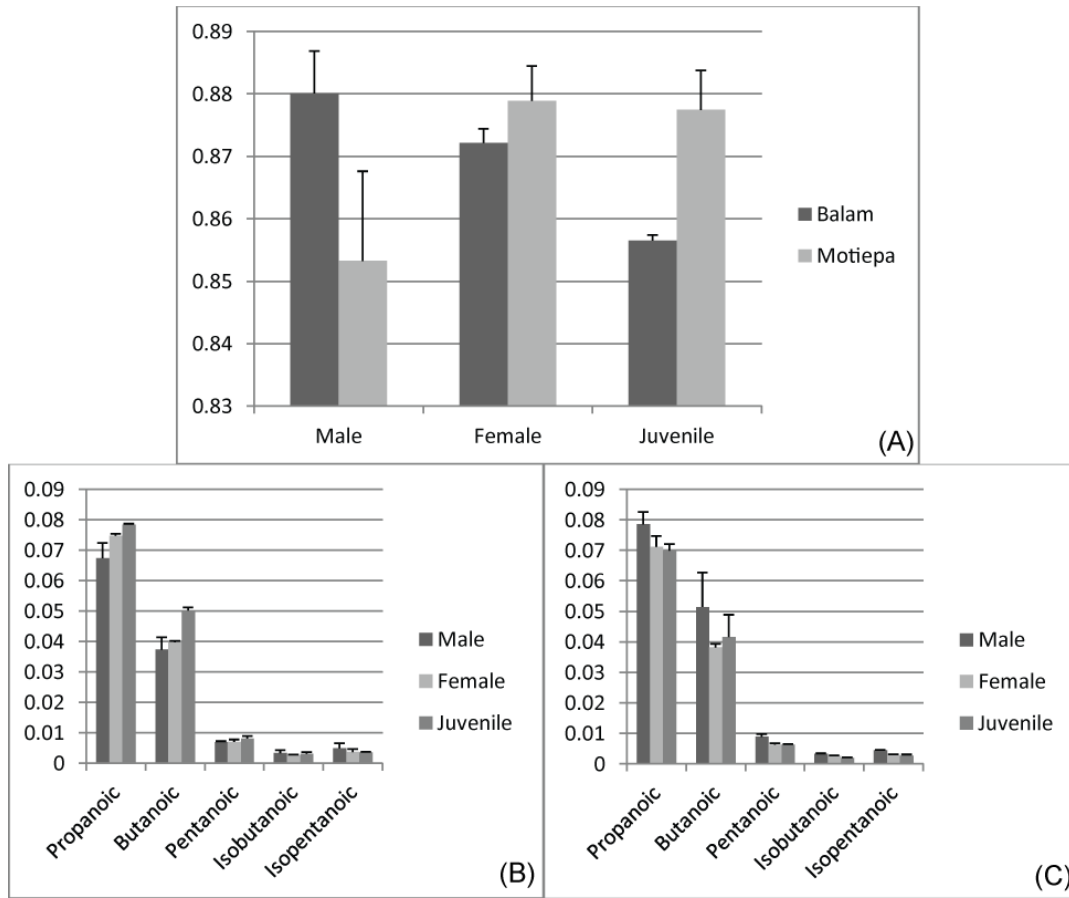 0.89
0.88
0.87
0.86
0.85
0.84
0.83
Male Female Juvenile
Balam
Motiepa
(A)
0.09
0.08
0.07
0.06
0.05
0.04
0.03
0.02
0.01
0
Propanoic
Butanoic
Pentanoic
Isobutanoic
Isopentanoic
Male
Female
Juvenile
(B)
0.09
0.08
0.07
0.06
0.05
0.04
0.03
0.02
0.01
0
Propanoic
Butanoic
Pentanoic
Isobutanoic
Isopentanoic
Male
Female
Juvenile
(C)